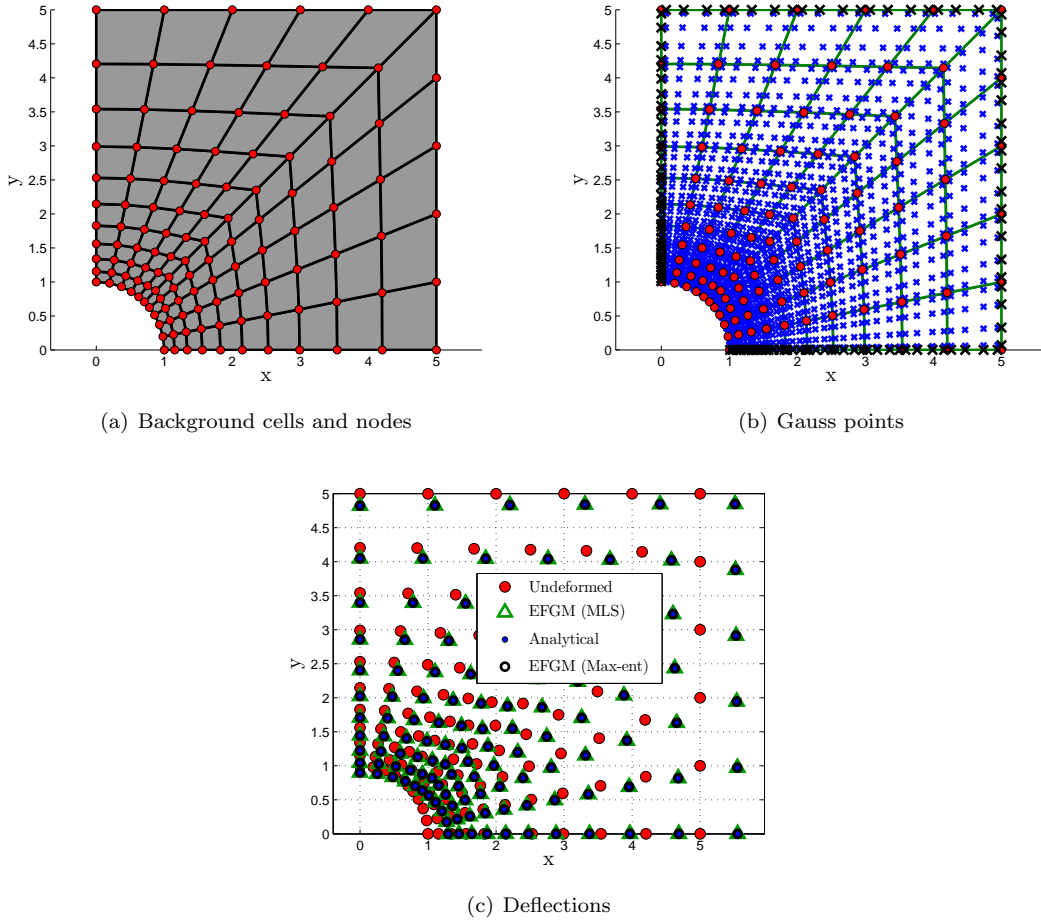 5
4.5
4
3.5
3
2.5
2
1.5
1
0.5
0
y
0 1 2 3 4 5
x
(a) Background cells and nodes
5
4.5
4
3.5
3
2.5
2
1.5
1
0.5
0
y
0 1 2 3 4 5
x
(b) Gauss points
5
4.5
4
3.5
3
2.5
2
1.5
1
0.5
0
y
Undeformed
EFGM (MLS)
Analytical
EFGM (Max-ent)
0 1 2 3 4 5
x
(c) Deflections